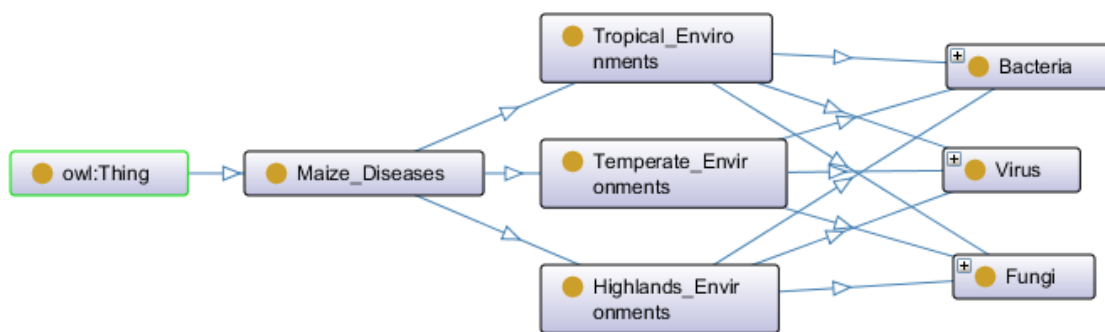 owl:Thing
Maize_Diseases
Tropical_Enviro
nments
Temperate_Envir
onments
Highlands_Envir
onments
Bacteria
Virus
Fungi